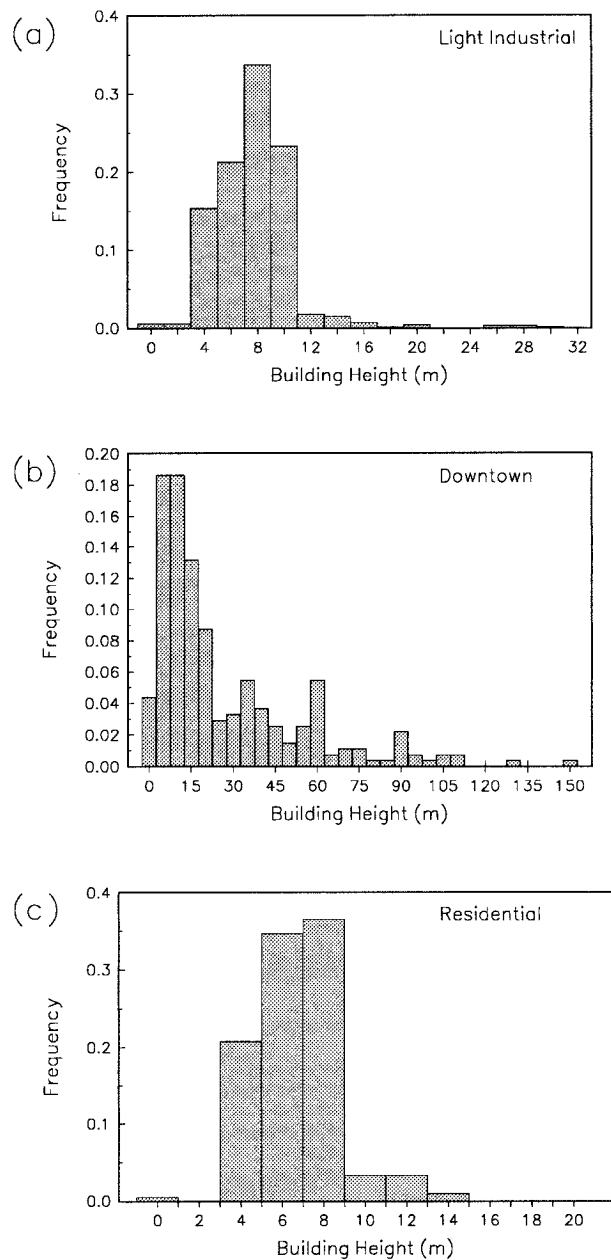 (a)
Light Industrial
Frequency
0.4
0.3
0.2
0.1
0.0
0 4 8 12 16 20 24 28 32
Building Height (m)
(b)
Downtown
Frequency
0.20
0.18
0.16
0.14
0.12
0.10
0.08
0.06
0.04
0.02
0.00
0 15 30 45 60 75 90 105 120 135 150
Building Height (m)
(c)
Residential
Frequency
0.4
0.3
0.2
0.1
0.0
0 2 4 6 8 10 12 14 16 18 20
Building Height (m)